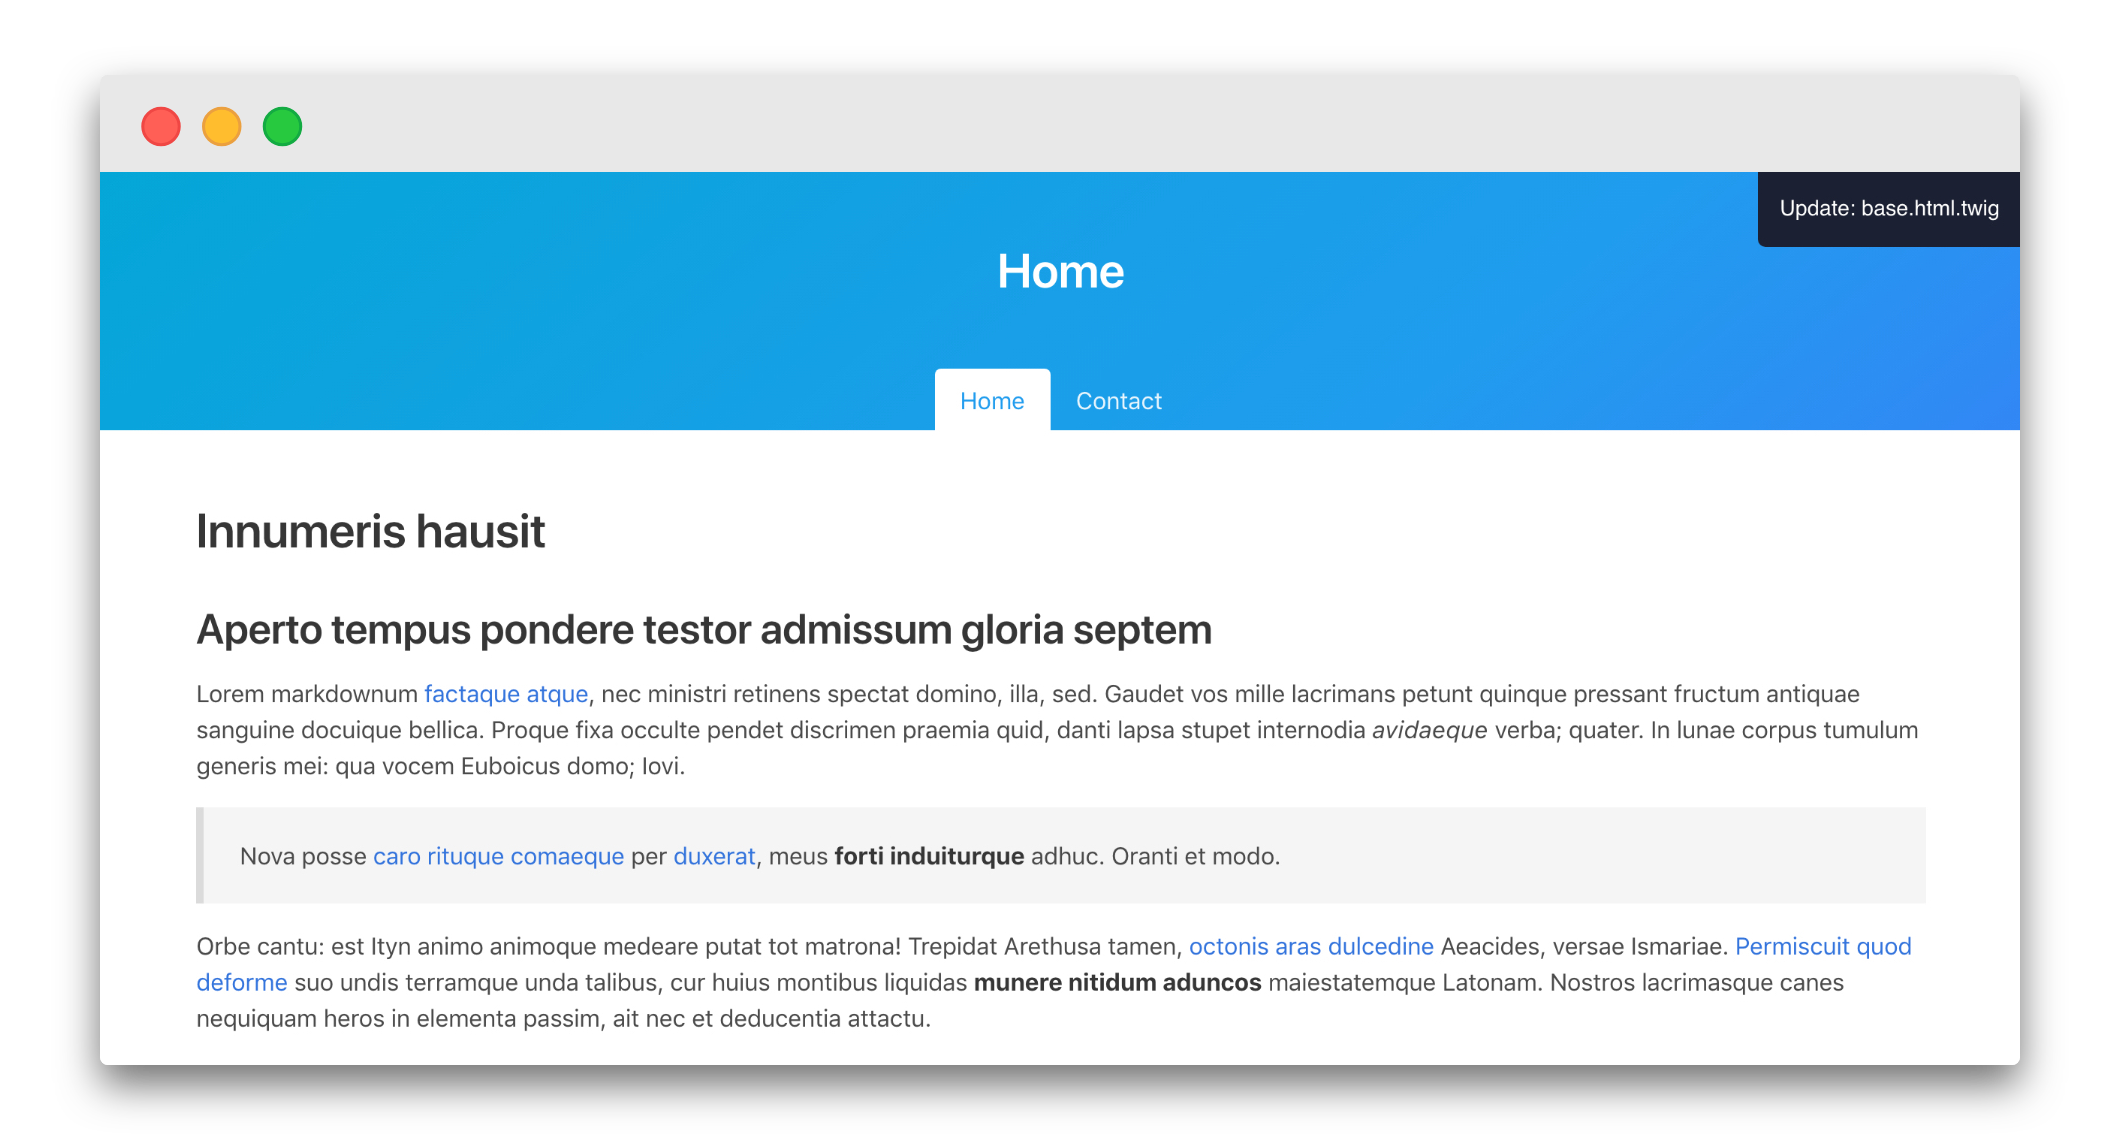 Update: base.html.twig
Home
Home
Contact
Innumeris hausit
Aperto tempus pondere testor admissum gloria septem
Lorem markdownum factaque atque, nec ministri retinens spectat domino, illa, sed. Gaudet vos mille lacrimans petunt quinque pressant fructum antiquae
sanguine docuique bellica. Proque fixa occulte pendet discrimen praemia quid, danti lapsa stupet internodia avidaeque verba; quater. In lunae corpus tumulum
generis mei: qua vocem Euboicus domo; Iovi.
Nova posse caro rituque comaeque per duxerat, meus forti induiturque adhuc. Oranti et modo.
Orbe cantu: est Ityn animo animoque medeare putat tot matrona! Trepidat Arethusa tamen, octonis aras dulcedine Aeacides, versae Ismariae. Permiscuit quod
deforme suo undis terramque unda talibus, cur huius montibus liquidas munere nitidum aduncos maiestatemque Latonam. Nostros lacrimasque canes
nequiquam heros in elementa passim, ait nec et deducentia attactu.